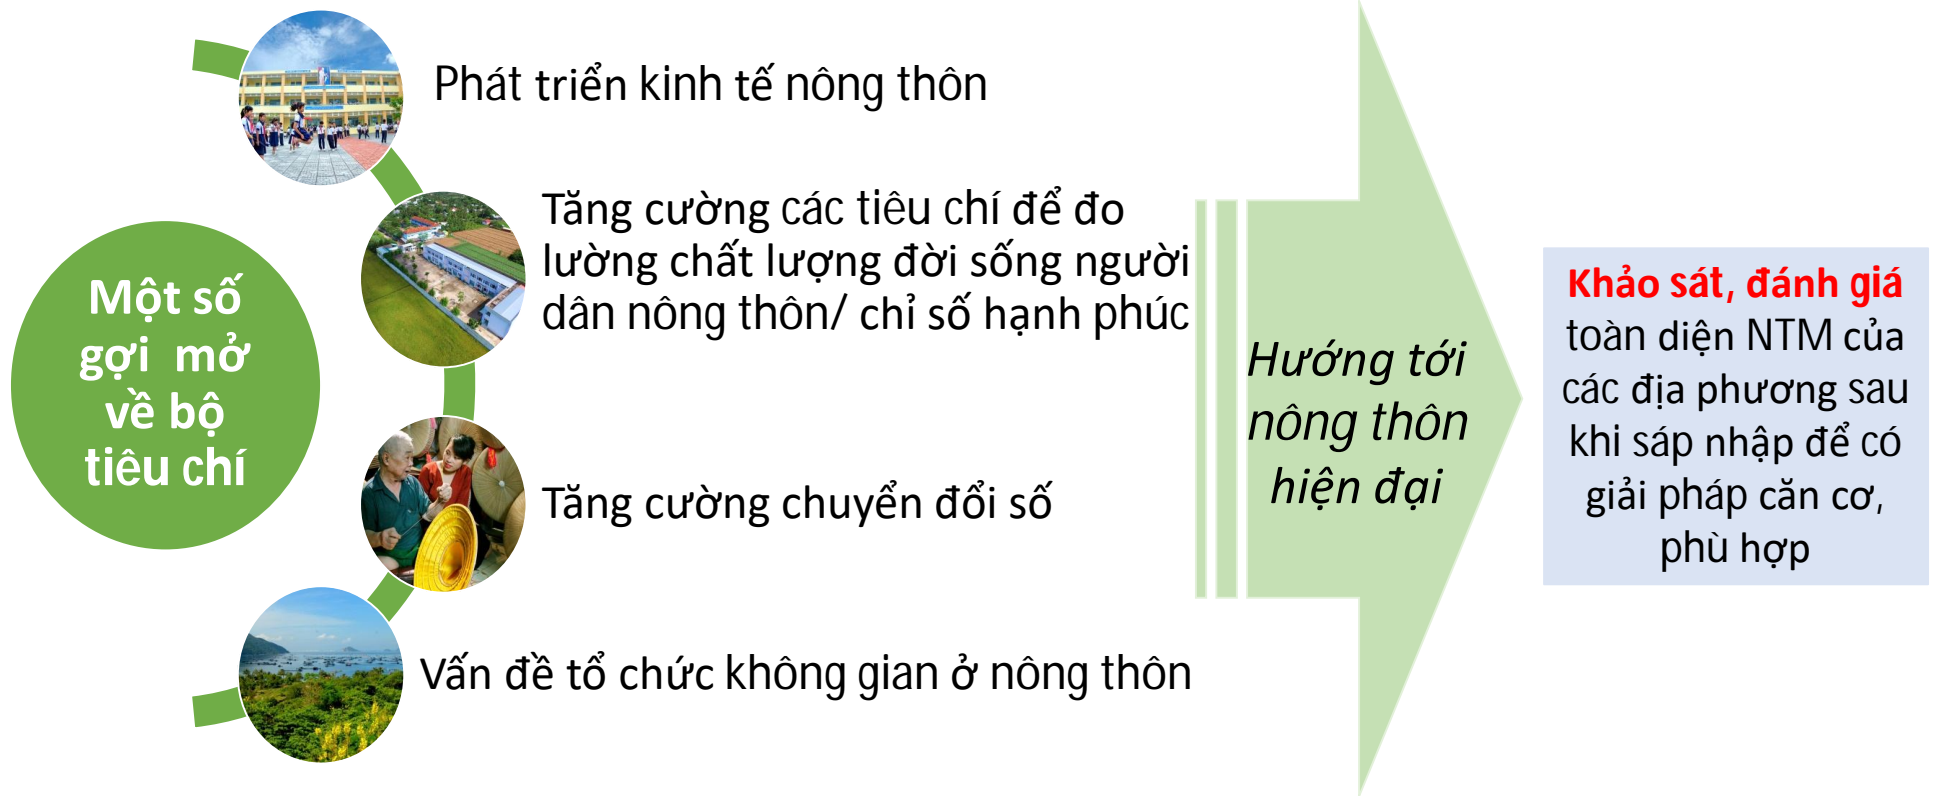 Một số
gợi mở
về bộ
tiêu chí
Phát triển kinh tế nông thôn
Tăng cường các tiêu chí để đo
lường chất lượng đời sống người
dân nông thôn/ chỉ số hạnh phúc
Tăng cường chuyển đổi số
Vấn đề tổ chức không gian ở nông thôn
Hướng tới
nông thôn
hiện đại
Khảo sát, đánh giá
toàn diện NTM của
các địa phương sau
khi sáp nhập để có
giải pháp căn cơ,
phù hợp